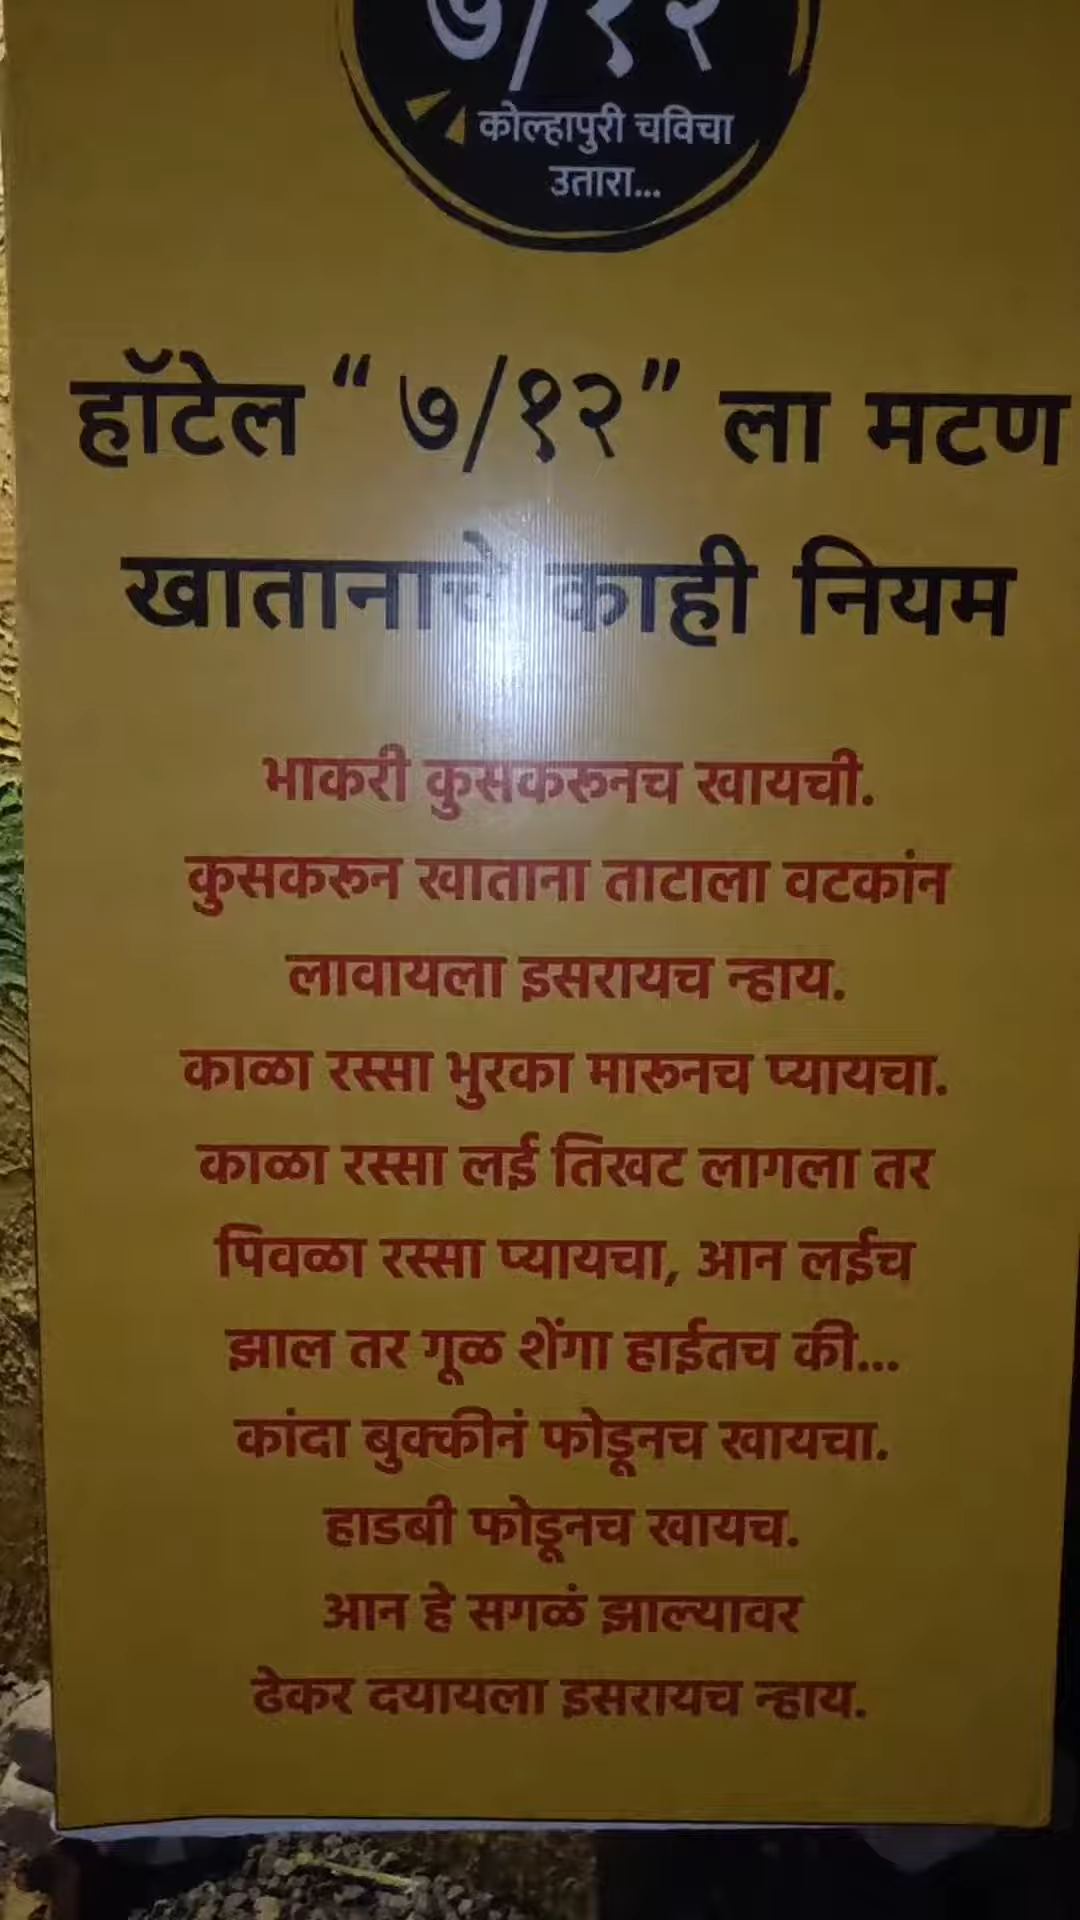 ७/१२
कोल्हापुरी चविचा
उतारा...
हॉटेल “ ७/१२ ” ला मटण
खातानाचे काही नियम
भाकरी कुसकरूनच खायची.
कुसकरून खाताना ताटाला वटकांन
लावायला इसरायच न्हाय.
काळा रस्सा भुरका मारूनच प्यायचा.
काळा रस्सा लई तिखट लागला तर
पिवळा रस्सा प्यायचा, आन लईच
झाल तर गूळ शेंगा हाईतच की...
कांदा बुक्कीनं फोडूनच खायचा.
हाडबी फोडूनच खायच.
आन हे सगळं झाल्यावर
ढेकर दयायला इसरायच न्हाय.